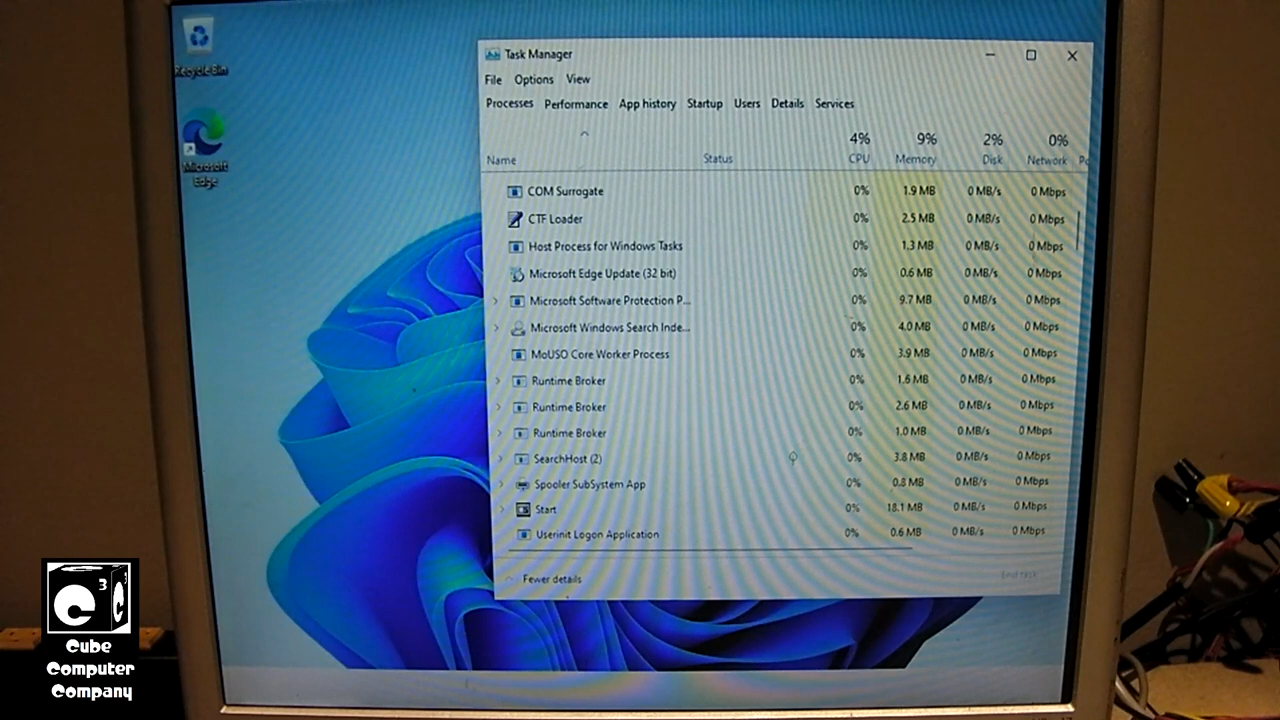 Recycle Bin
Microsoft
Edge
Task Manager
File Options View
Processes Performance App history Startup Users Details Services
4% 9% 2% 0%
Name Status CPU Memory Disk Network Po
COM Surrogate 0% 1.9 MB 0 MB/s 0 Mbps
CTF Loader 0% 2.5 MB 0 MB/s 0 Mbps
Host Process for Windows Tasks 0% 1.3 MB 0 MB/s 0 Mbps
Microsoft Edge Update (32 bit) 0% 0.6 MB 0 MB/s 0 Mbps
Microsoft Software Protection P... 0% 9.7 MB 0 MB/s 0 Mbps
Microsoft Windows Search Inde... 0% 4.0 MB 0 MB/s 0 Mbps
MoUSO Core Worker Process 0% 3.9 MB 0 MB/s 0 Mbps
Runtime Broker 0% 1.6 MB 0 MB/s 0 Mbps
Runtime Broker 0% 2.6 MB 0 MB/s 0 Mbps
Runtime Broker 0% 1.0 MB 0 MB/s 0 Mbps
SearchHost (2) 0% 3.8 MB 0 MB/s 0 Mbps
Spooler SubSystem App 0% 0.8 MB 0 MB/s 0 Mbps
Start 0% 18.1 MB 0 MB/s 0 Mbps
Userinit Logon Application 0% 0.6 MB 0 MB/s 0 Mbps
Fewer details End task
C 3 C
Cube
Computer
Company